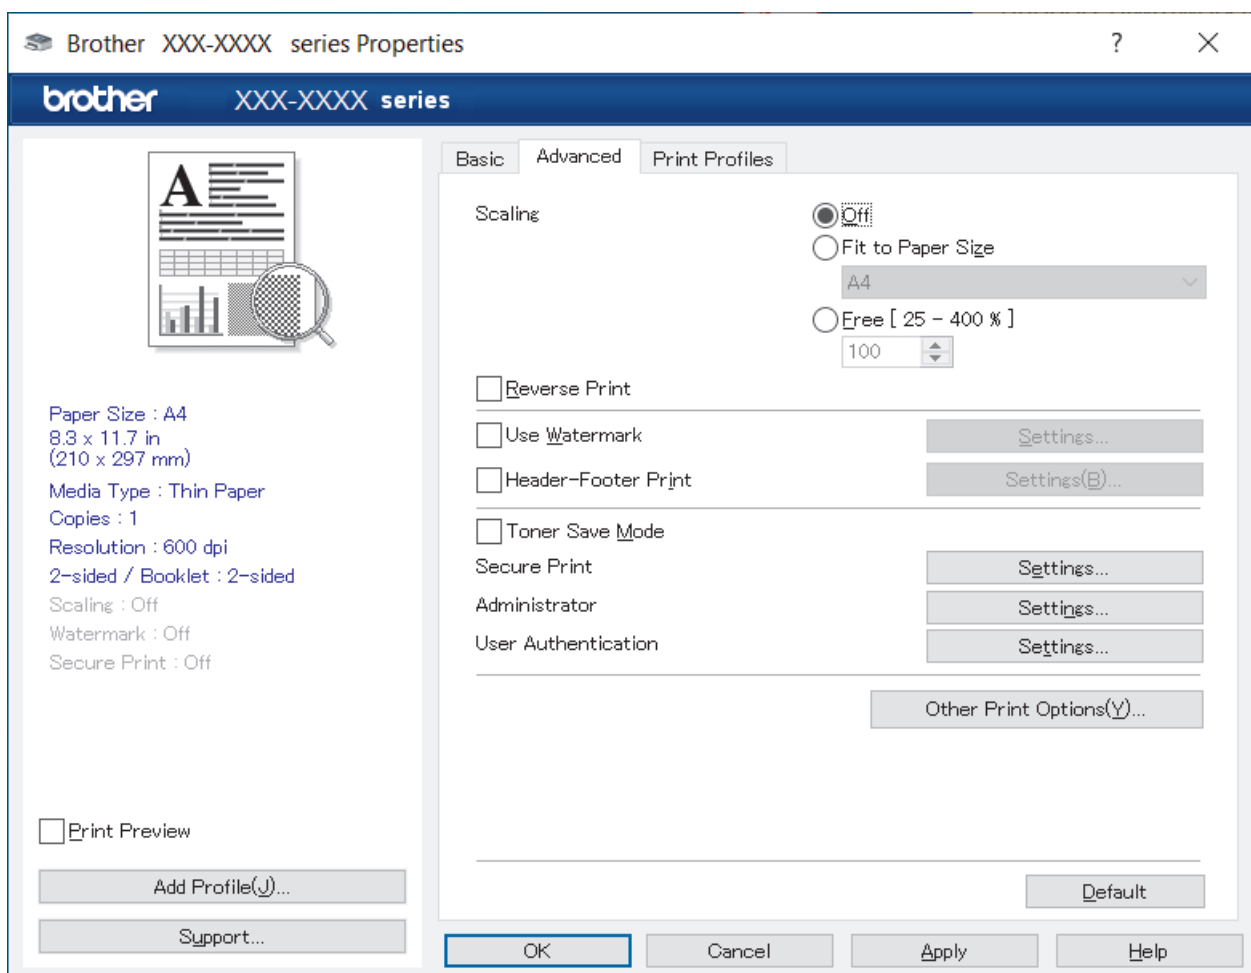 Brother XXX-XXXX series Properties
?
brother XXX-XXXX series
A
Paper Size : A4
8.3 x 11.7 in
(210 x 297 mm)
Media Type : Thin Paper
Copies : 1
Resolution : 600 dpi
2-sided / Booklet : 2-sided
Scaling : Off
Watermark : Off
Secure Print : Off
Print Preview
Add Profile(J)...
Support...
Basic
Advanced
Print Profiles
Scaling
Off
Fit to Paper Size
A4
Free [ 25 - 400 % ]
100
Reverse Print
Use Watermark
Settings...
Header-Footer Print
Settings(B)...
Toner Save Mode
Secure Print
Settings...
Administrator
Settings...
User Authentication
Settings...
Other Print Options(Y)...
Default
OK
Cancel
Apply
Help